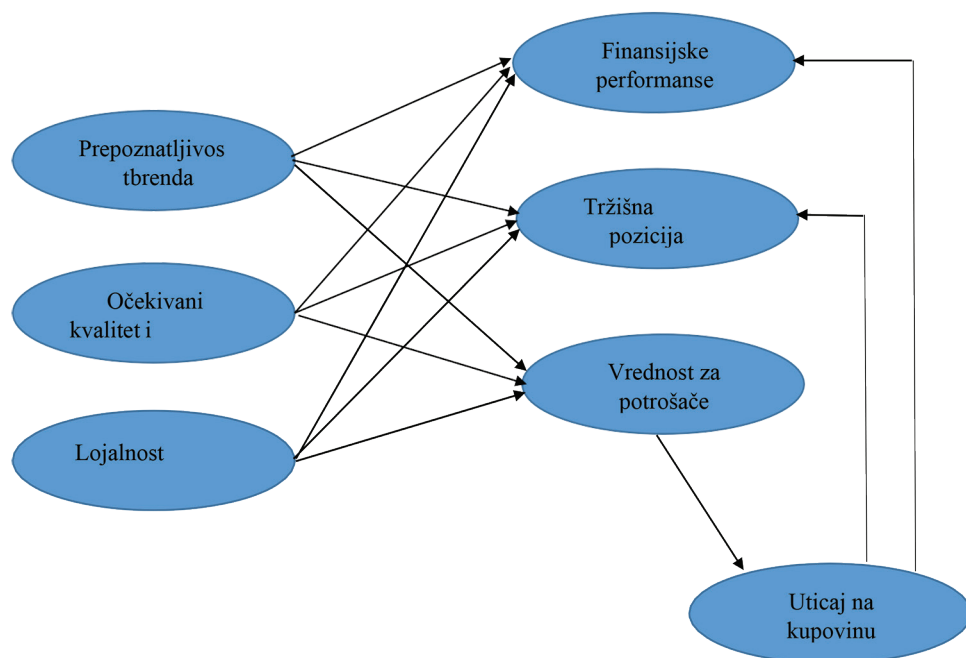 Finansijske
performanse
Prepoznatljivos
tbrenda
Tržišna
pozicija
Očekivani
kvalitet i
Vrednost za
potrošače
Lojalnost
Uticaj na
kupovinu